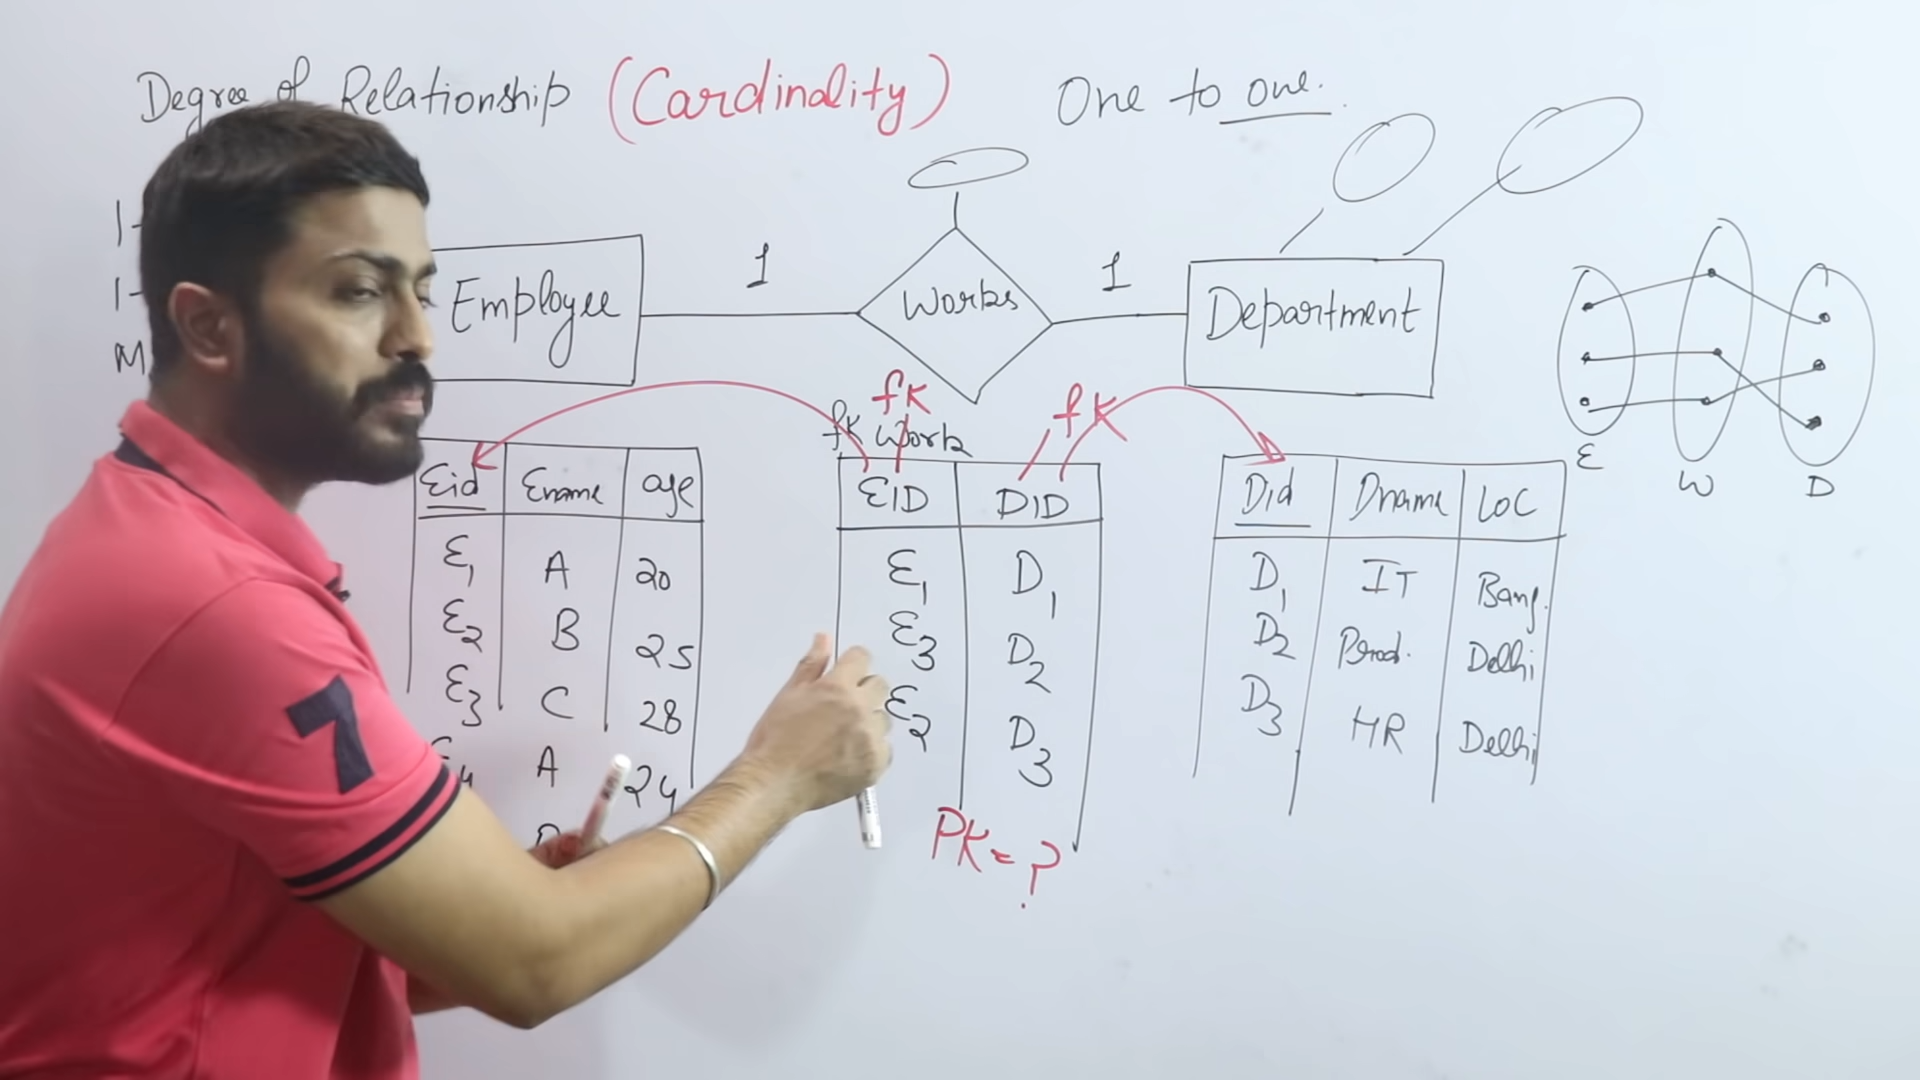 Degree of Relationship (Cardinality) One to one.
1-
1-
M
Employee 1 Works 1 Department
fK
fK
fK Work
Eid Ename age
E1 A 20
E2 B 25
E3 C 28
A 24
EID DID
E1 D1
E3 D2
E2 D3
PK = ?
Did Dname LOC
D1 IT Bang.
D2 Prod. Delhi
D3 HR Delhi
E W D
7